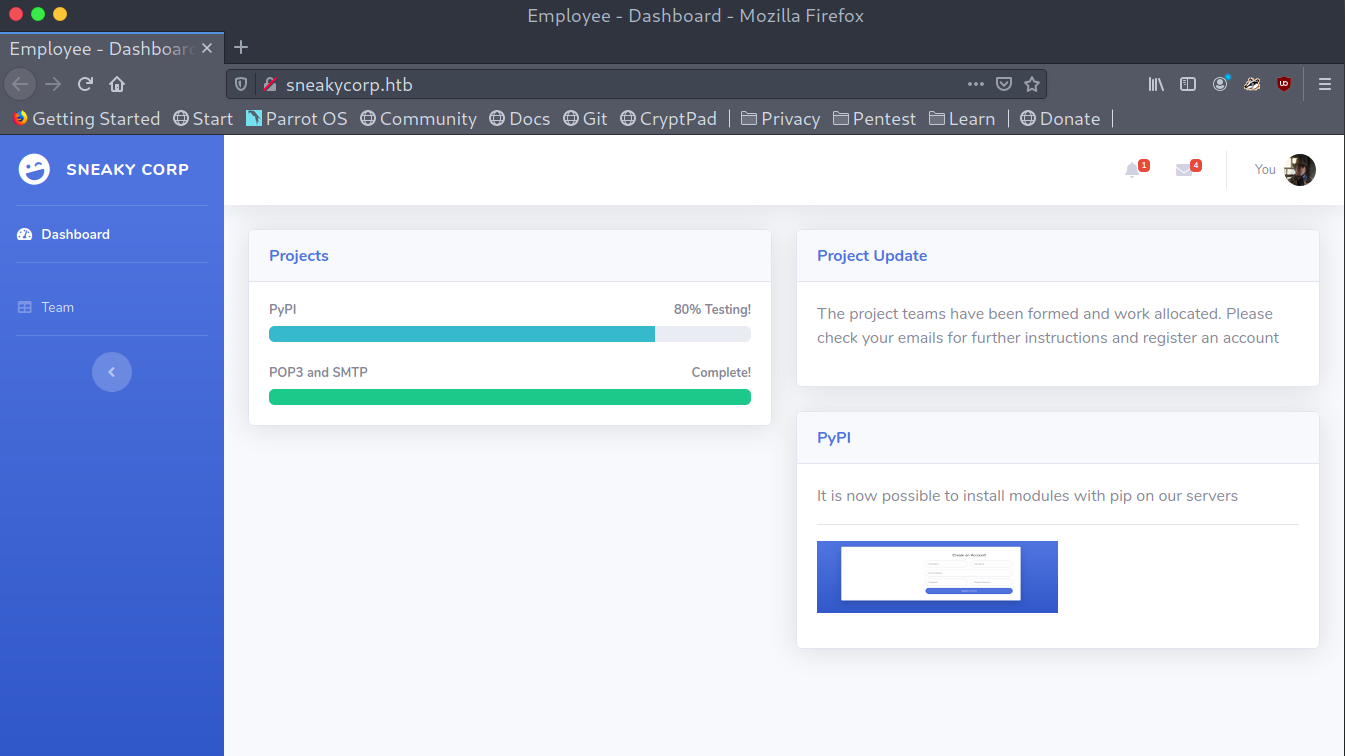 Employee - Dashboard - Mozilla Firefox
Employee - Dashboard
sneakycorp.htb
Getting Started Start Parrot OS Community Docs Git CryptPad Privacy Pentest Learn Donate
SNEAKY CORP
1
4
You
Dashboard
Team
Projects
PyPI
80% Testing!
POP3 and SMTP
Complete!
Project Update
The project teams have been formed and work allocated. Please
check your emails for further instructions and register an account
PyPI
It is now possible to install modules with pip on our servers
Create an Account!